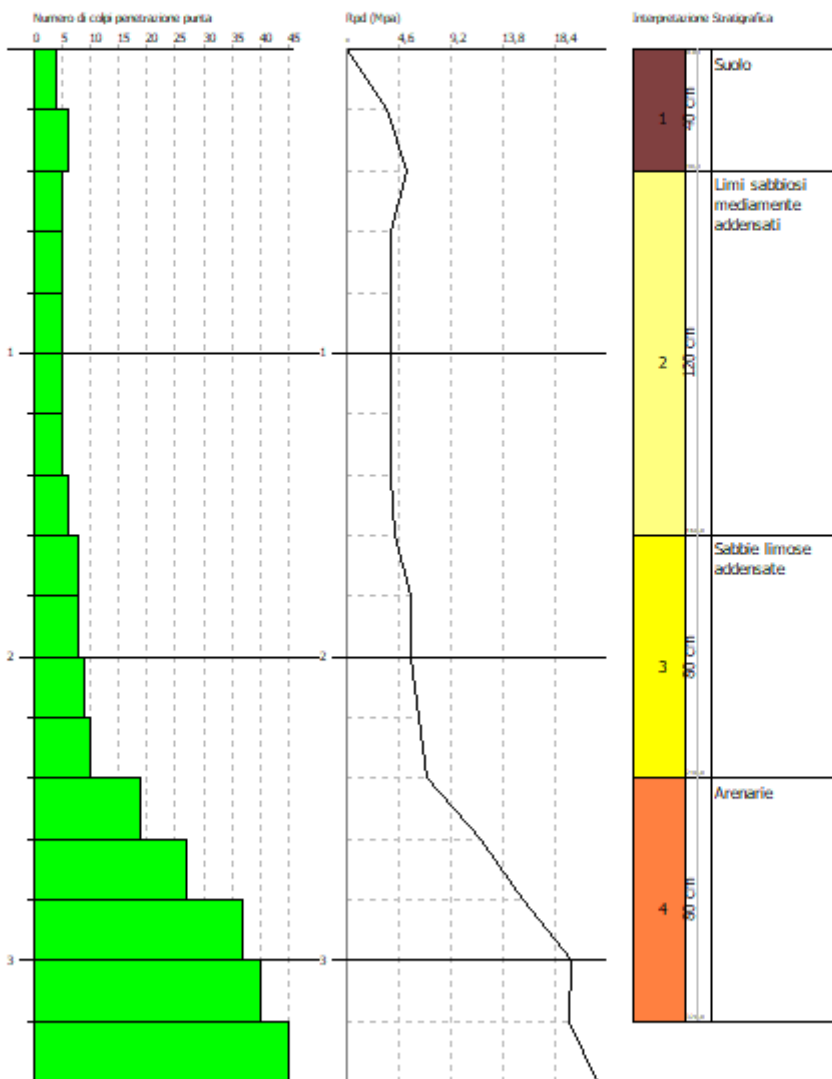 Numero di colpi penetrazione punta
Rpd (Mpa)
Interpretazione Stratigrafica
0 5 10 15 20 25 30 35 40 45
4,6 9,2 13,8 18,4
Suolo
1
40 cm
Limi sabbiosi
mediamente
addensati
1
1
2
120 cm
Sabbie limose
addensate
2
2
3
80 cm
Arenarie
4
80 cm
3
3